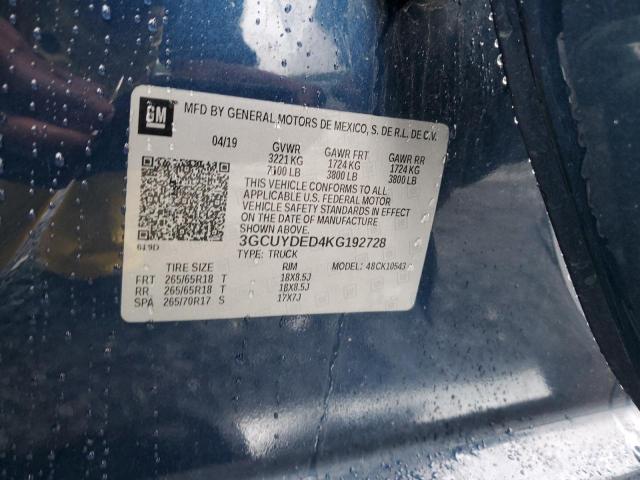 GM
MFD BY GENERAL MOTORS DE MEXICO, S. DE R.L. DE C.V.
04/19 GVWR GAWR FRT GAWR RR
3221 KG 1724 KG 1724 KG
7100 LB 3800 LB 3800 LB
THIS VEHICLE CONFORMS TO ALL
APPLICABLE U.S. FEDERAL MOTOR
VEHICLE SAFETY STANDARDS IN EFFECT
ON THE DATE OF MANUFACTURE
SHOWN ABOVE.
619D 3GCUYDED4KG192728
TYPE: TRUCK MODEL: 48CK10543
TIRE SIZE RIM
FRT 265/65R18 T 18X8.5J
RR 265/65R18 T 18X8.5J
SPA 265/70R17 S 17X7J